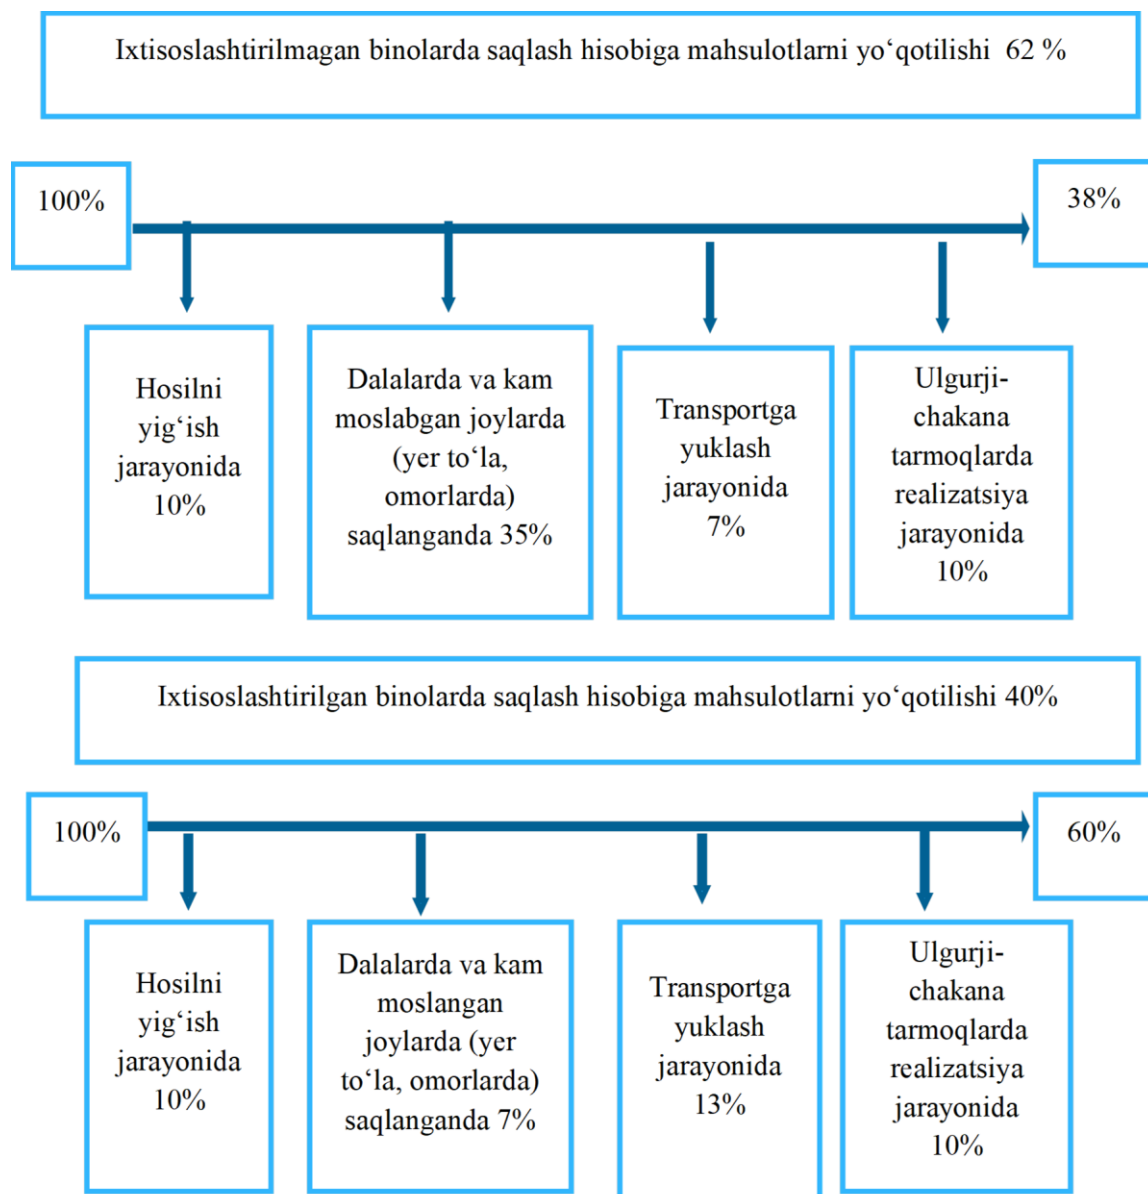 Ixtisoslashtirilmagan binolarda saqlash hisobiga mahsulotlarni yo‘qotilishi 62 %
100%
38%
Hosilni
yig‘ish
jarayonida
10%
Dalalarda va kam
moslabgan joylarda
(yer to‘la,
omorlarda)
saqlanganda 35%
Transportga
yuklash
jarayonida
7%
Ulgurji-
chakana
tarmoqlarda
realizatsiya
jarayonida
10%
Ixtisoslashtirilgan binolarda saqlash hisobiga mahsulotlarni yo‘qotilishi 40%
100%
60%
Hosilni
yig‘ish
jarayonida
10%
Dalalarda va kam
moslangan
joylarda (yer
to‘la, omorlarda)
saqlanganda 7%
Transportga
yuklash
jarayonida
13%
Ulgurji-
chakana
tarmoqlarda
realizatsiya
jarayonida
10%